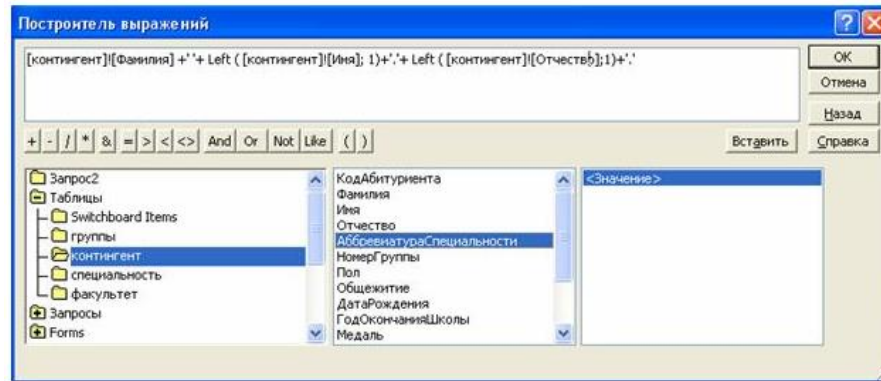 Построитель выражений
[контингент]![Фамилия] +' '+ Left ( [контингент]![Имя]; 1)+'.'+ Left ( [контингент]![Отчество];1)+'.'
ОК
Отмена
Назад
Справка
+ - / * & = > < <> And Or Not Like ( )
Вставить
Запрос2
Таблицы
Switchboard Items
группы
контингент
специальность
факультет
Запросы
Forms
КодАбитуриента
Фамилия
Имя
Отчество
АббревиатураСпециальности
НомерГруппы
Пол
Общежитие
ДатаРождения
ГодОкончанияШколы
Медаль
<Значение>